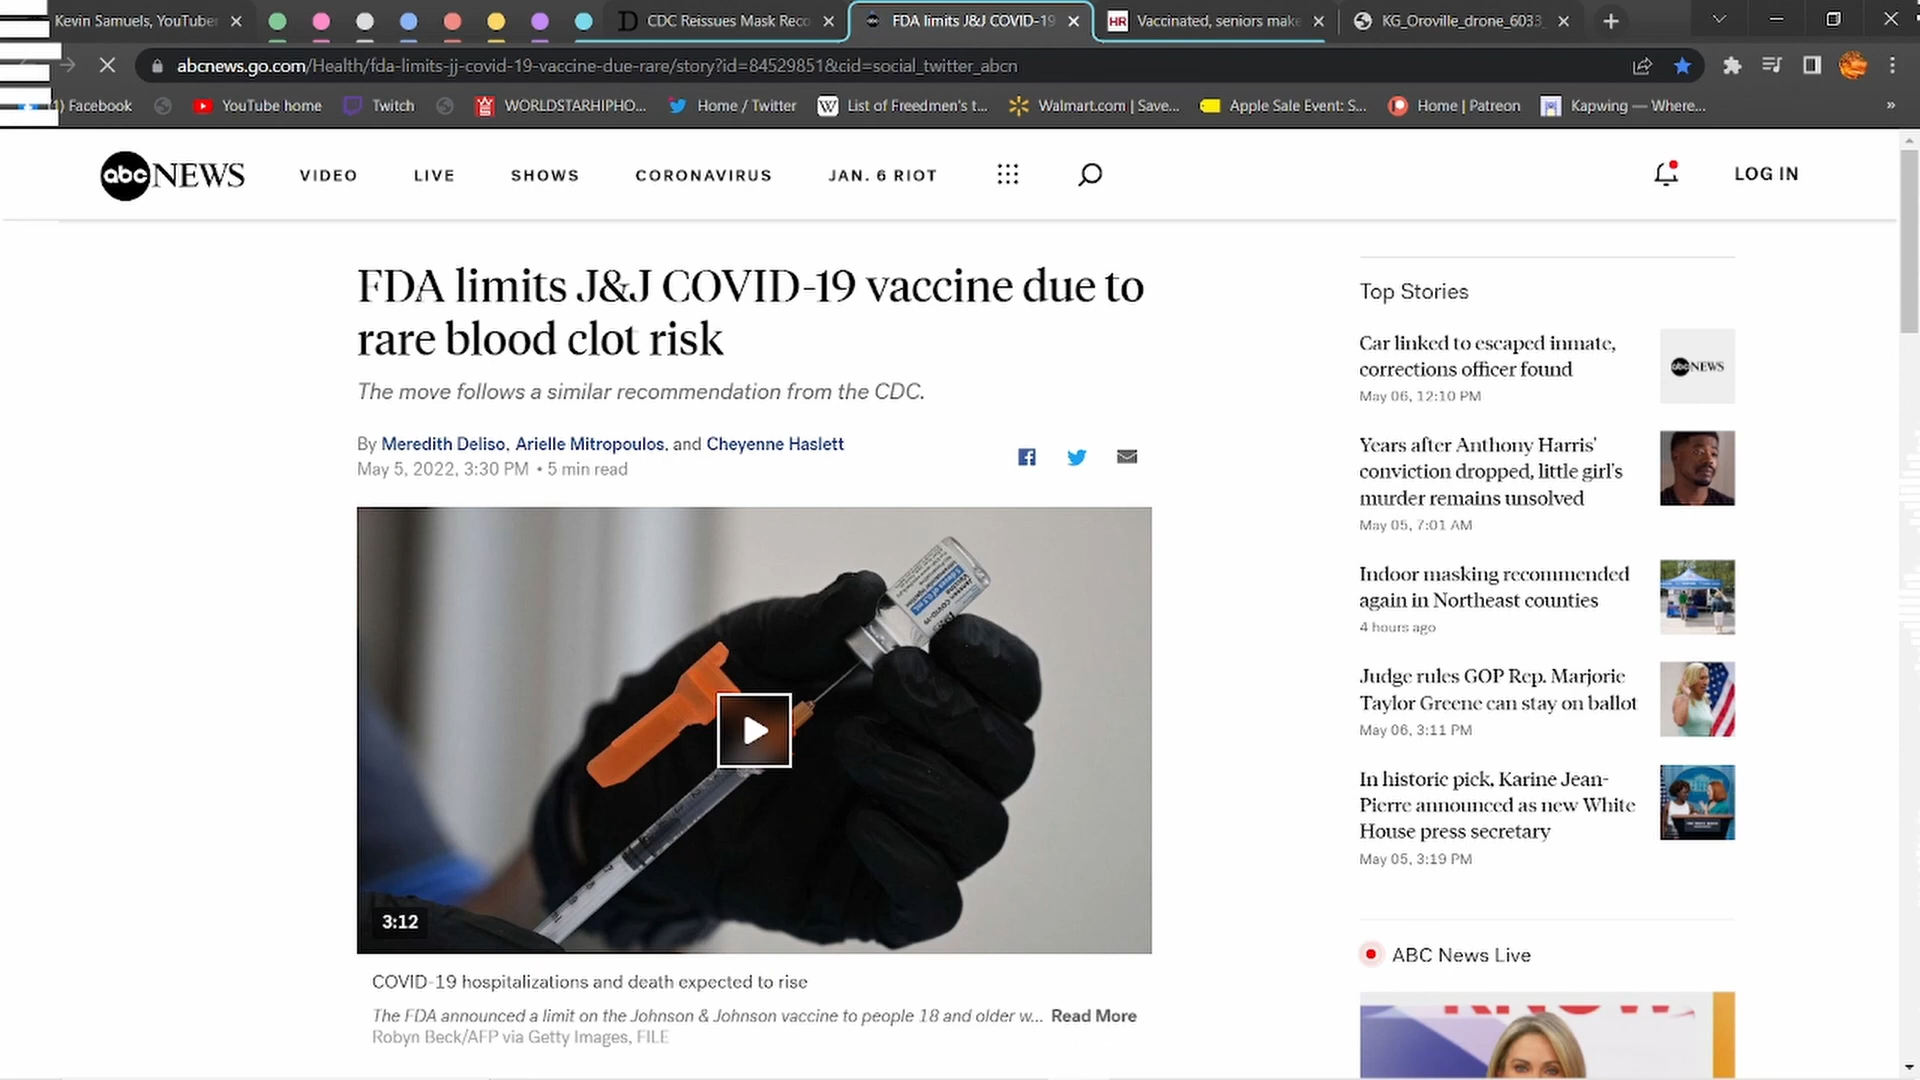 Kevin Samuels, YouTuber
CDC Reissues Mask Reco
FDA limits J&J COVID-19
HR
Vaccinated, seniors make
KG_Oroville_drone_6033
abcnews.go.com/Health/fda-limits-jj-covid-19-vaccine-due-rare/story?id=84529851&cid=social_twitter_abcn
1) Facebook
YouTube home
Twitch
WORLDSTARHIPHO...
Home / Twitter
W
List of Freedmen's t...
Walmart.com | Save...
Apple Sale Event: S...
Home | Patreon
Kapwing — Where...
abc NEWS
VIDEO
LIVE
SHOWS
CORONAVIRUS
JAN. 6 RIOT
LOG IN
FDA limits J&J COVID-19 vaccine due to
rare blood clot risk
The move follows a similar recommendation from the CDC.
By Meredith Deliso, Arielle Mitropoulos, and Cheyenne Haslett
May 5, 2022, 3:30 PM • 5 min read
3:12
COVID-19 hospitalizations and death expected to rise
The FDA announced a limit on the Johnson & Johnson vaccine to people 18 and older w... Read More
Robyn Beck/AFP via Getty Images, FILE
Top Stories
Car linked to escaped inmate,
corrections officer found
May 06, 12:10 PM
abc NEWS
Years after Anthony Harris'
conviction dropped, little girl's
murder remains unsolved
May 05, 7:01 AM
Indoor masking recommended
again in Northeast counties
4 hours ago
Judge rules GOP Rep. Marjorie
Taylor Greene can stay on ballot
May 06, 3:11 PM
In historic pick, Karine Jean-
Pierre announced as new White
House press secretary
May 05, 3:19 PM
ABC News Live